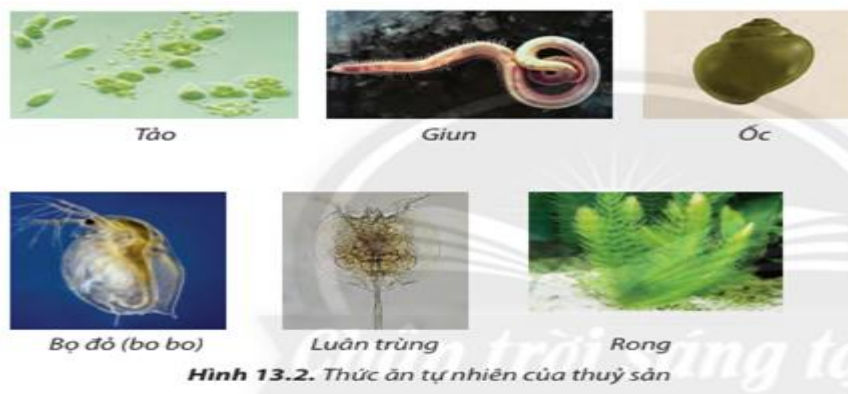 Tảo Giun Ốc
Bọ đỏ (bo bo) Luân trùng Rong
Hình 13.2. Thức ăn tự nhiên của thuỷ sản
Chân trời sáng tạ